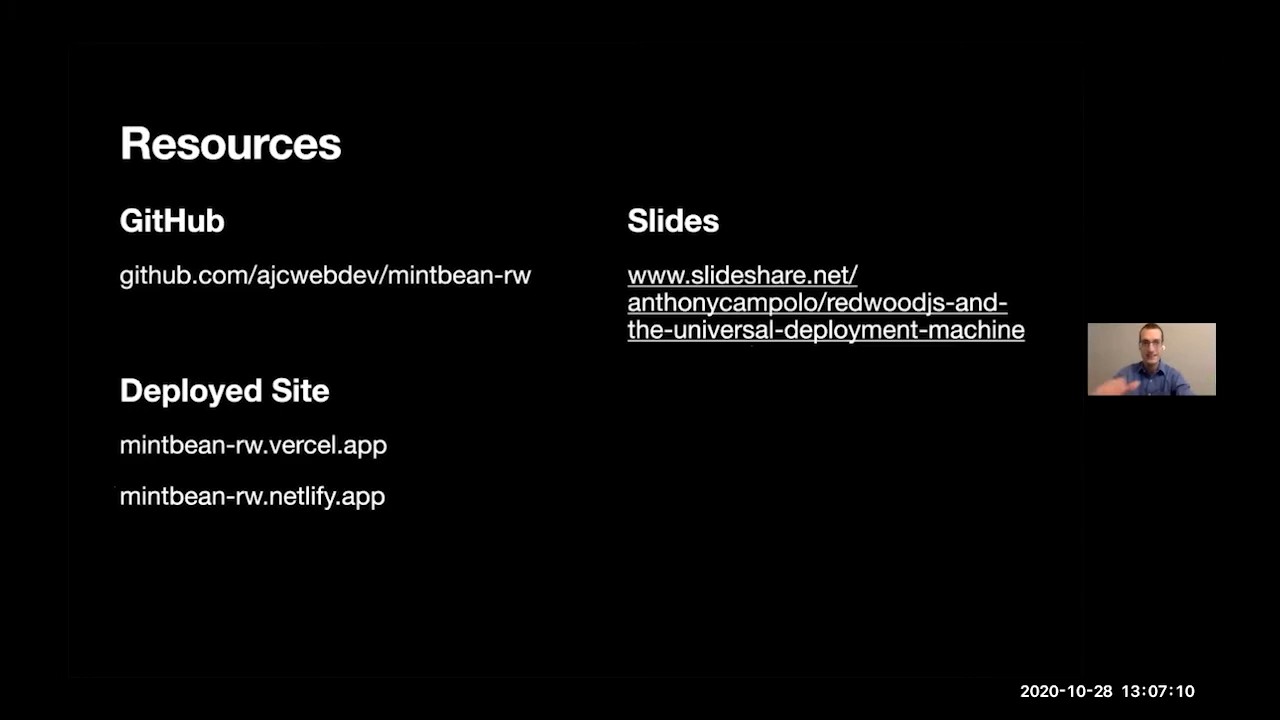 Resources
GitHub
github.com/ajcwebdev/mintbean-rw
Deployed Site
mintbean-rw.vercel.app
mintbean-rw.netlify.app
Slides
www.slideshare.net/
anthonycampolo/redwoodjs-and-
the-universal-deployment-machine
2020-10-28 13:07:10